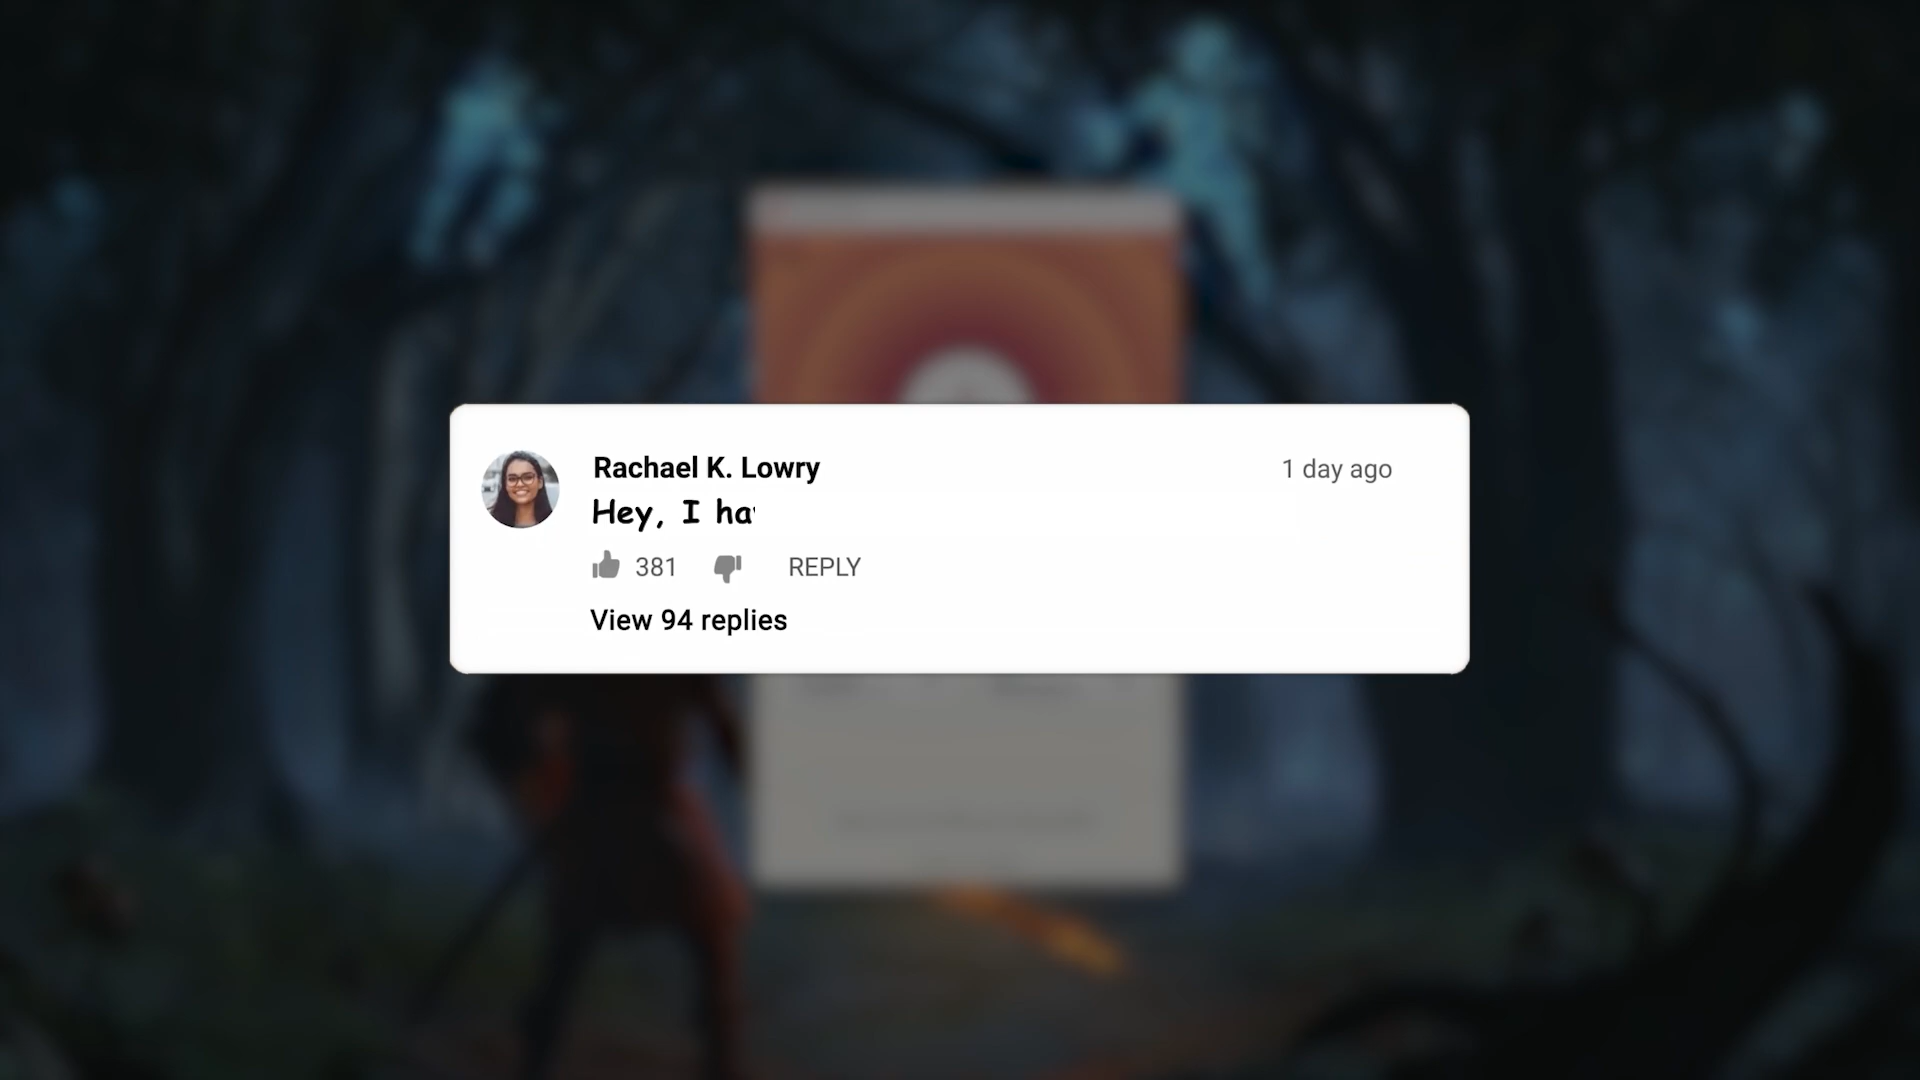 Rachael K. Lowry
1 day ago
Hey, I ha
381
REPLY
View 94 replies